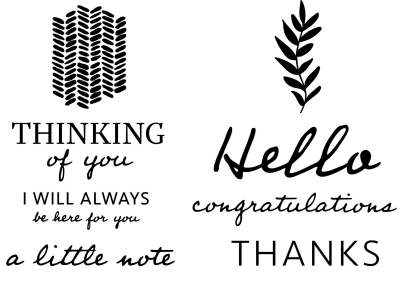 THINKING
of you
I WILL ALWAYS
be here for you
a little note
Hello
congratulations
THANKS